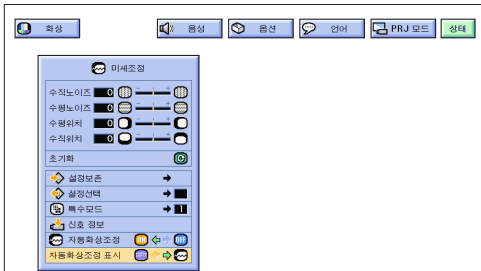 화상 음성 옵션 언어 PRJ 모드 상태
미세조정
수직노이즈 0
수평노이즈 0
수평위치 0
수직위치 0
초기화
설정보존
설정선택
특수모드 1
신호 정보
자동화상조정
자동화상조정 표시